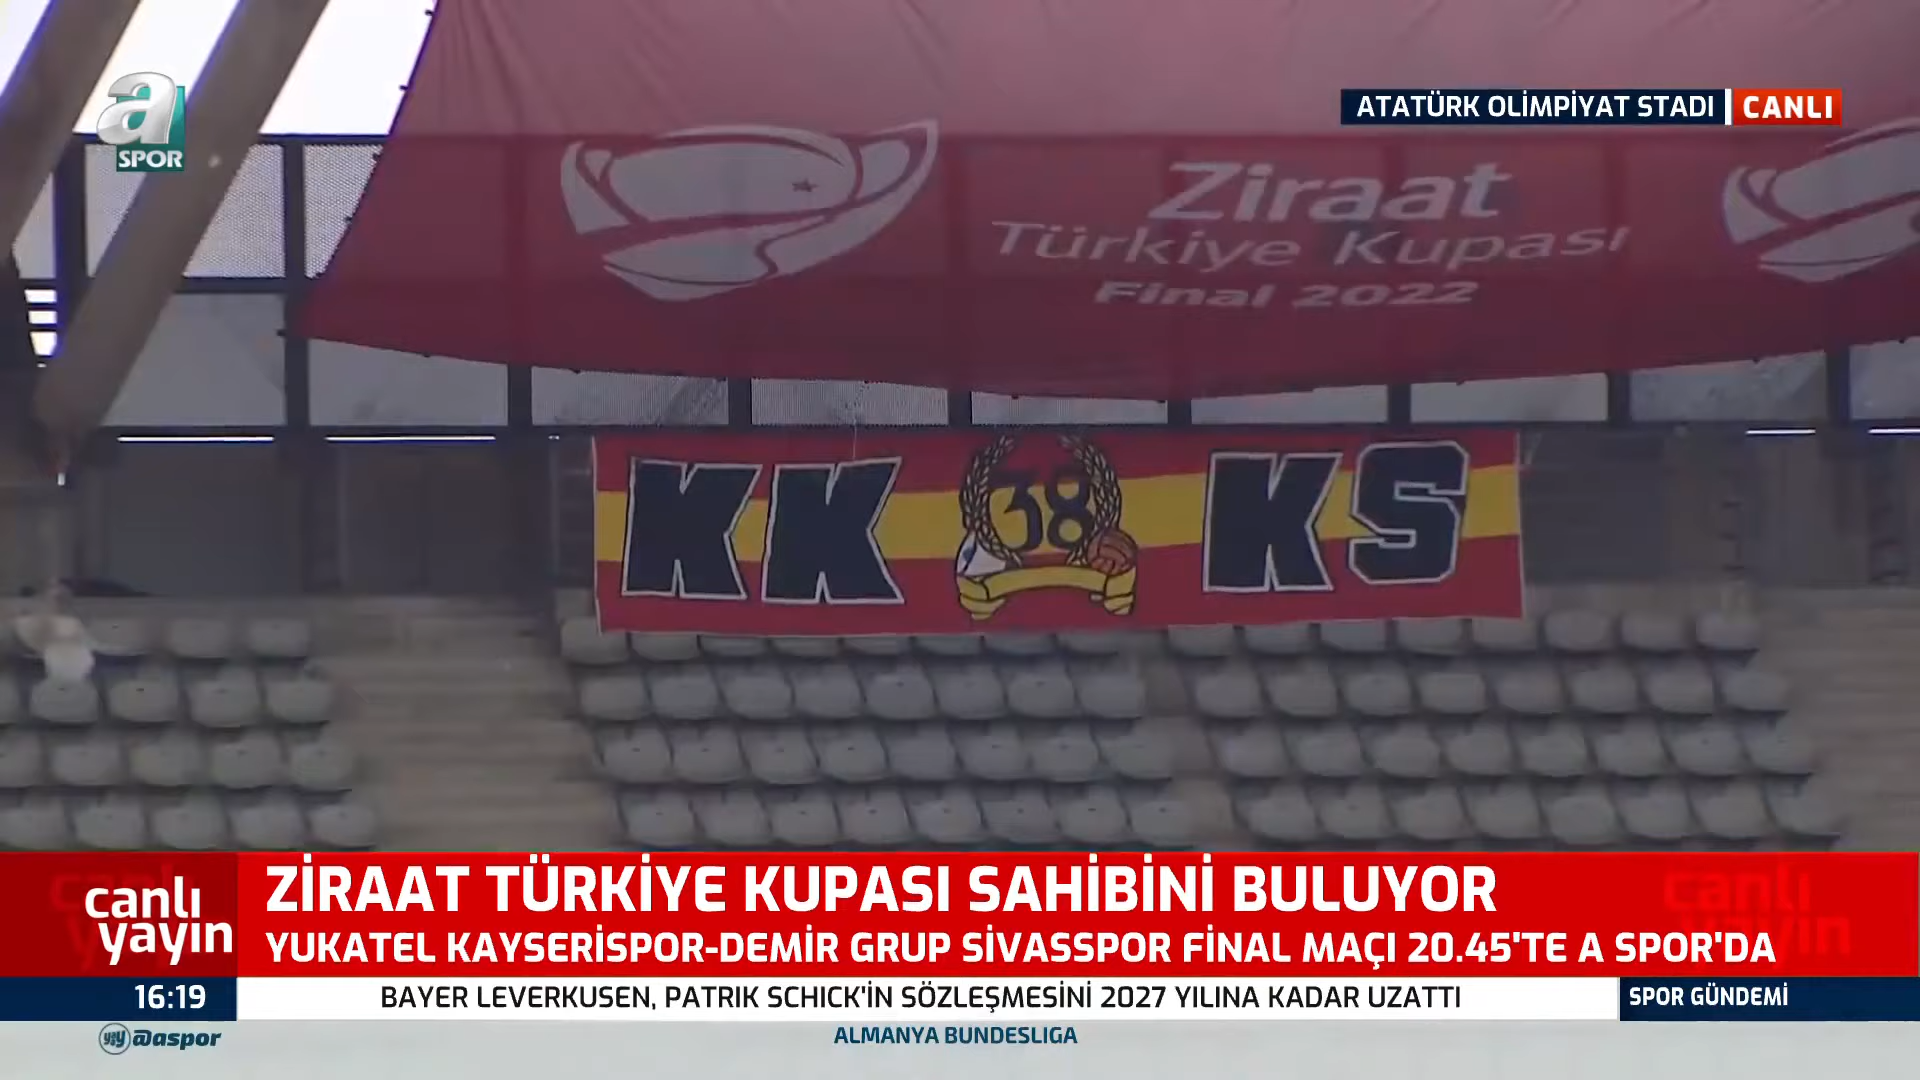 a
SPOR
ATATÜRK OLİMPİYAT STADI
CANLI
Ziraat
Türkiye Kupası
Final 2022
KK 38 KS
canlı
yayın
ZİRAAT TÜRKİYE KUPASI SAHİBİNİ BULUYOR
YUKATEL KAYSERİSPOR-DEMİR GRUP SİVASSPOR FİNAL MAÇI 20.45'TE A SPOR'DA
16:19
BAYER LEVERKUSEN, PATRIK SCHICK'İN SÖZLEŞMESİNİ 2027 YILINA KADAR UZATTI
SPOR GÜNDEMİ
@aspor
ALMANYA BUNDESLIGA